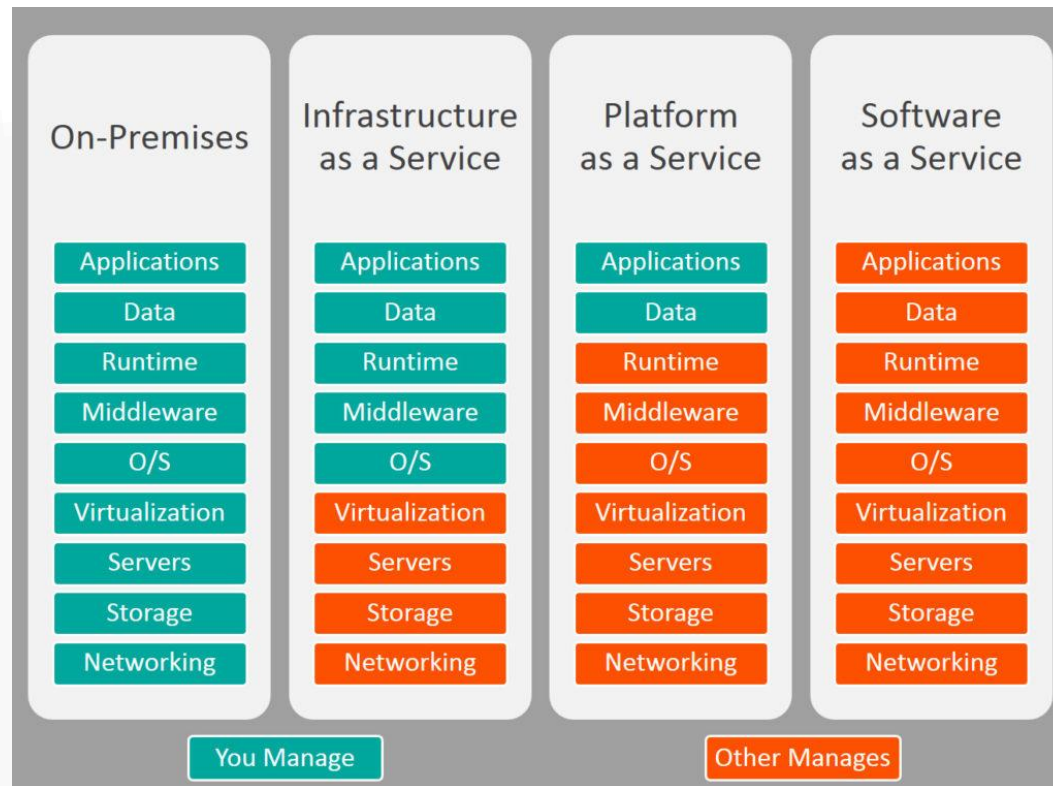 On-Premises
Applications
Data
Runtime
Middleware
O/S
Virtualization
Servers
Storage
Networking
Infrastructure
as a Service
Applications
Data
Runtime
Middleware
O/S
Virtualization
Servers
Storage
Networking
Platform
as a Service
Applications
Data
Runtime
Middleware
O/S
Virtualization
Servers
Storage
Networking
Software
as a Service
Applications
Data
Runtime
Middleware
O/S
Virtualization
Servers
Storage
Networking
You Manage
Other Manages